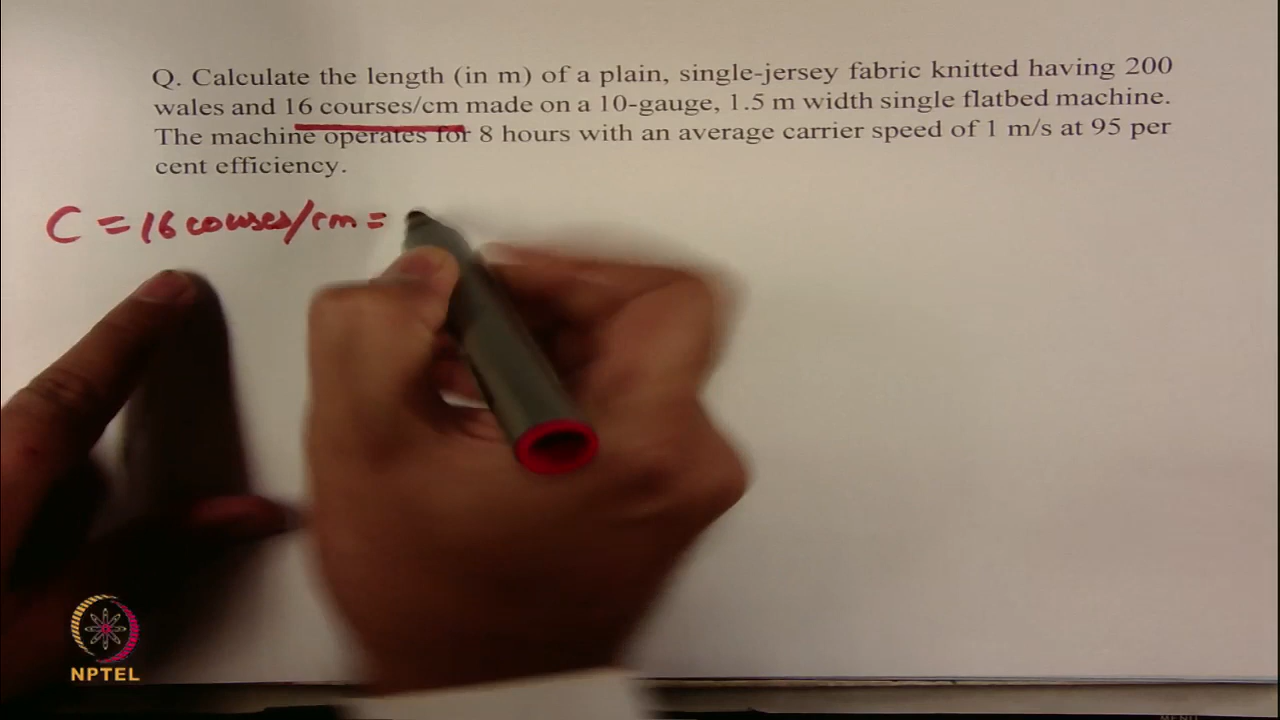 Q. Calculate the length (in m) of a plain, single-jersey fabric knitted having 200
wales and 16 courses/cm made on a 10-gauge, 1.5 m width single flatbed machine.
The machine operates for 8 hours with an average carrier speed of 1 m/s at 95 per
cent efficiency.
C = 16 couses/cm =
NPTEL